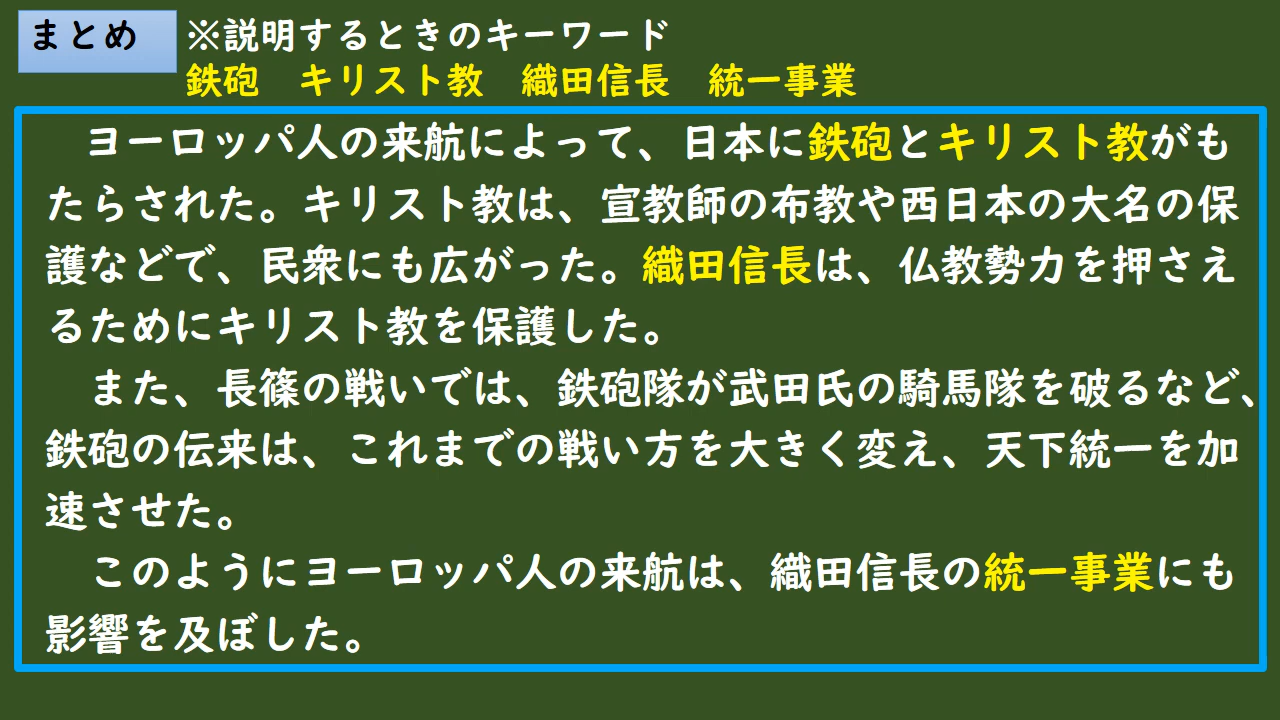 まとめ
※説明するときのキーワード
鉄砲　キリスト教　織田信長　統一事業
　ヨーロッパ人の来航によって、日本に鉄砲とキリスト教がも
たらされた。キリスト教は、宣教師の布教や西日本の大名の保
護などで、民衆にも広がった。織田信長は、仏教勢力を押さえ
るためにキリスト教を保護した。
　また、長篠の戦いでは、鉄砲隊が武田氏の騎馬隊を破るなど、
鉄砲の伝来は、これまでの戦い方を大きく変え、天下統一を加
速させた。
　このようにヨーロッパ人の来航は、織田信長の統一事業にも
影響を及ぼした。